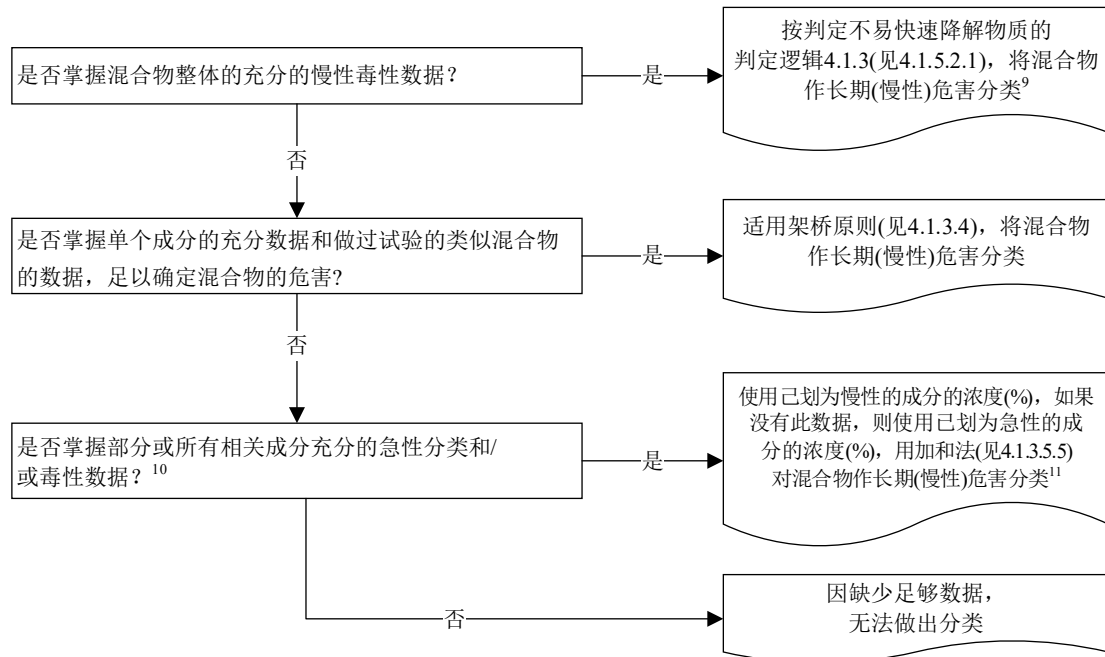 是否掌握混合物整体的充分的慢性毒性数据？
是
按判定不易快速降解物质的
判定逻辑4.1.3(见4.1.5.2.1)，将混合物
作长期(慢性)危害分类9
否
是否掌握单个成分的充分数据和做过试验的类似混合物
的数据，足以确定混合物的危害?
是
适用架桥原则(见4.1.3.4)，将混合物
作长期(慢性)危害分类
否
是否掌握部分或所有相关成分充分的急性分类和/
或毒性数据？10
是
使用已划为慢性的成分的浓度(%)，如果
没有此数据，则使用已划为急性的成
分的浓度(%)，用加和法(见4.1.3.5.5)
对混合物作长期(慢性)危害分类11
否
因缺少足够数据，
无法做出分类